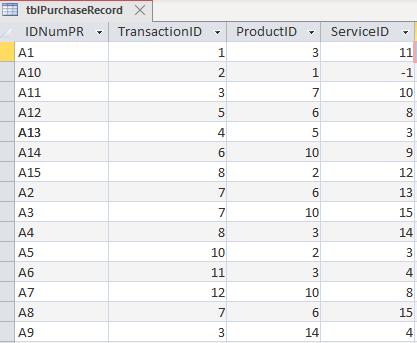 tblPurchaseRecord
IDNumPR TransactionID ProductID ServiceID
A1 1 3 11
A10 2 1 -1
A11 3 7 10
A12 5 6 8
A13 4 5 3
A14 6 10 9
A15 8 2 12
A2 7 6 13
A3 7 10 15
A4 8 3 14
A5 10 2 3
A6 11 3 4
A7 12 10 8
A8 7 6 15
A9 3 14 4